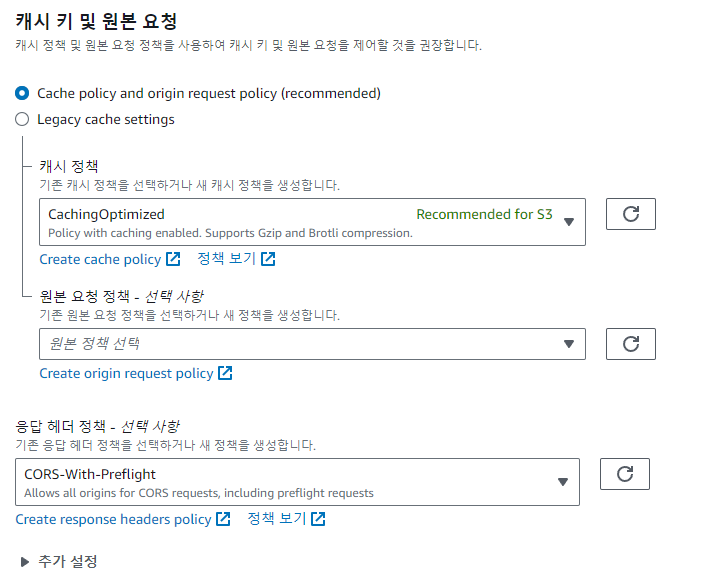 캐시 키 및 원본 요청
캐시 정책 및 원본 요청 정책을 사용하여 캐시 키 및 원본 요청을 제어할 것을 권장합니다.
Cache policy and origin request policy (recommended)
Legacy cache settings
캐시 정책
기존 캐시 정책을 선택하거나 새 캐시 정책을 생성합니다.
CachingOptimized Recommended for S3
Policy with caching enabled. Supports Gzip and Brotli compression.
Create cache policy 정책 보기
원본 요청 정책 - 선택 사항
기존 원본 요청 정책을 선택하거나 새 정책을 생성합니다.
원본 정책 선택
Create origin request policy
응답 헤더 정책 - 선택 사항
기존 응답 헤더 정책을 선택하거나 새 정책을 생성합니다.
CORS-With-Preflight
Allows all origins for CORS requests, including preflight requests
Create response headers policy 정책 보기
추가 설정